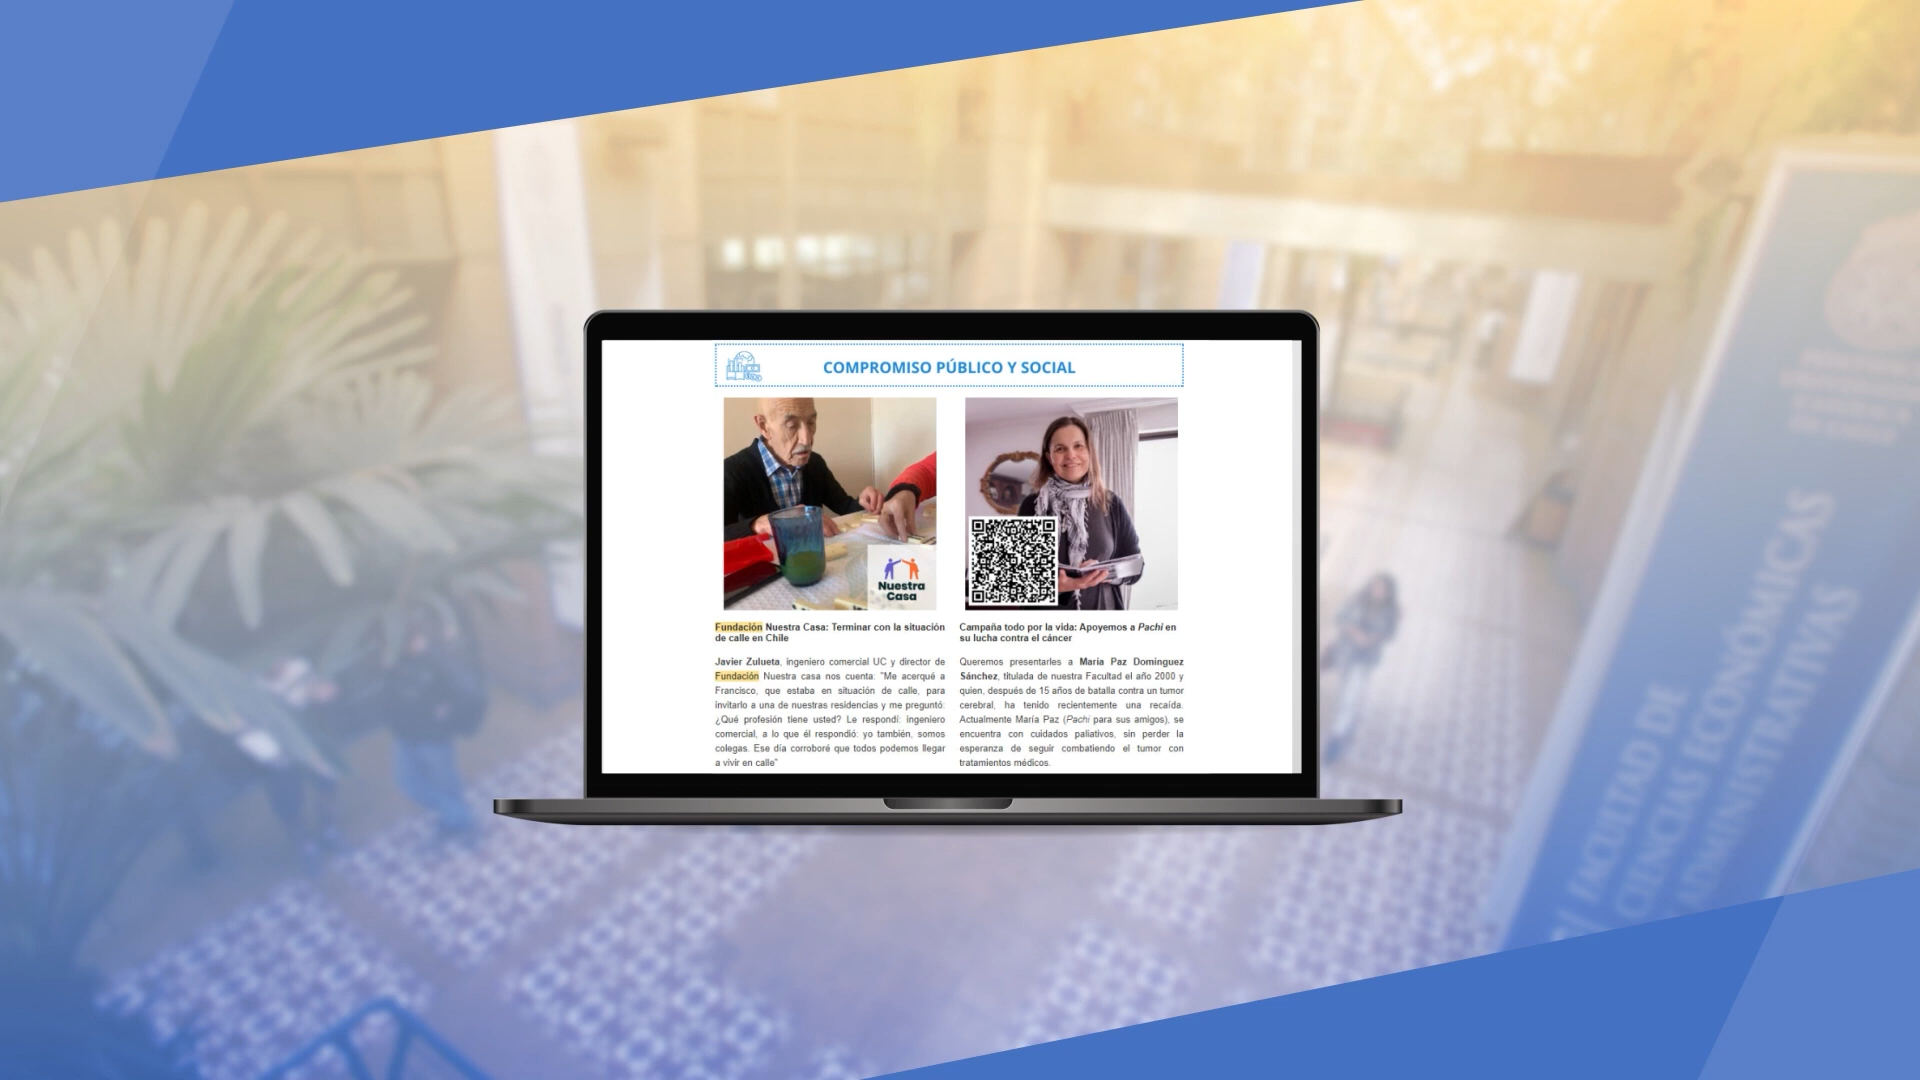 COMPROMISO PÚBLICO Y SOCIAL
Nuestra
Casa
Fundación Nuestra Casa: Terminar con la situación
de calle en Chile
Javier Zulueta, ingeniero comercial UC y director de
Fundación Nuestra casa nos cuenta: "Me acerqué a
Francisco, que estaba en situación de calle, para
invitarlo a una de nuestras residencias y me preguntó:
¿Qué profesión tiene usted? Le respondí: ingeniero
comercial, a lo que él respondió: yo también, somos
colegas. Ese día corroboré que todos podemos llegar
a vivir en calle"
Campaña todo por la vida: Apoyemos a Pachi en
su lucha contra el cáncer
Queremos presentarles a María Paz Domínguez
Sánchez, titulada de nuestra Facultad el año 2000 y
quien, después de 15 años de batalla contra un tumor
cerebral, ha tenido recientemente una recaída.
Actualmente María Paz (Pachi para sus amigos), se
encuentra con cuidados paliativos, sin perder la
esperanza de seguir combatiendo el tumor con
tratamientos médicos.
FACULTAD DE
CIENCIAS ECONÓMICAS
ADMINISTRATIVAS